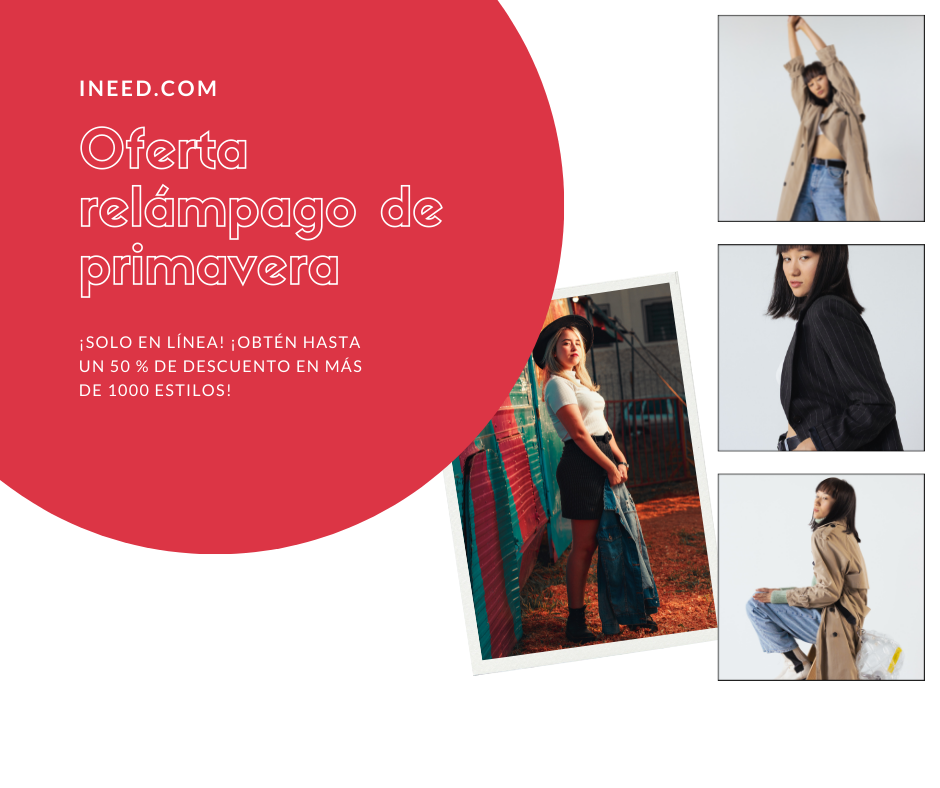 INEED.COM
Oferta
relámpago de
primavera
¡SOLO EN LÍNEA! ¡OBTÉN HASTA
UN 50 % DE DESCUENTO EN MÁS
DE 1000 ESTILOS!